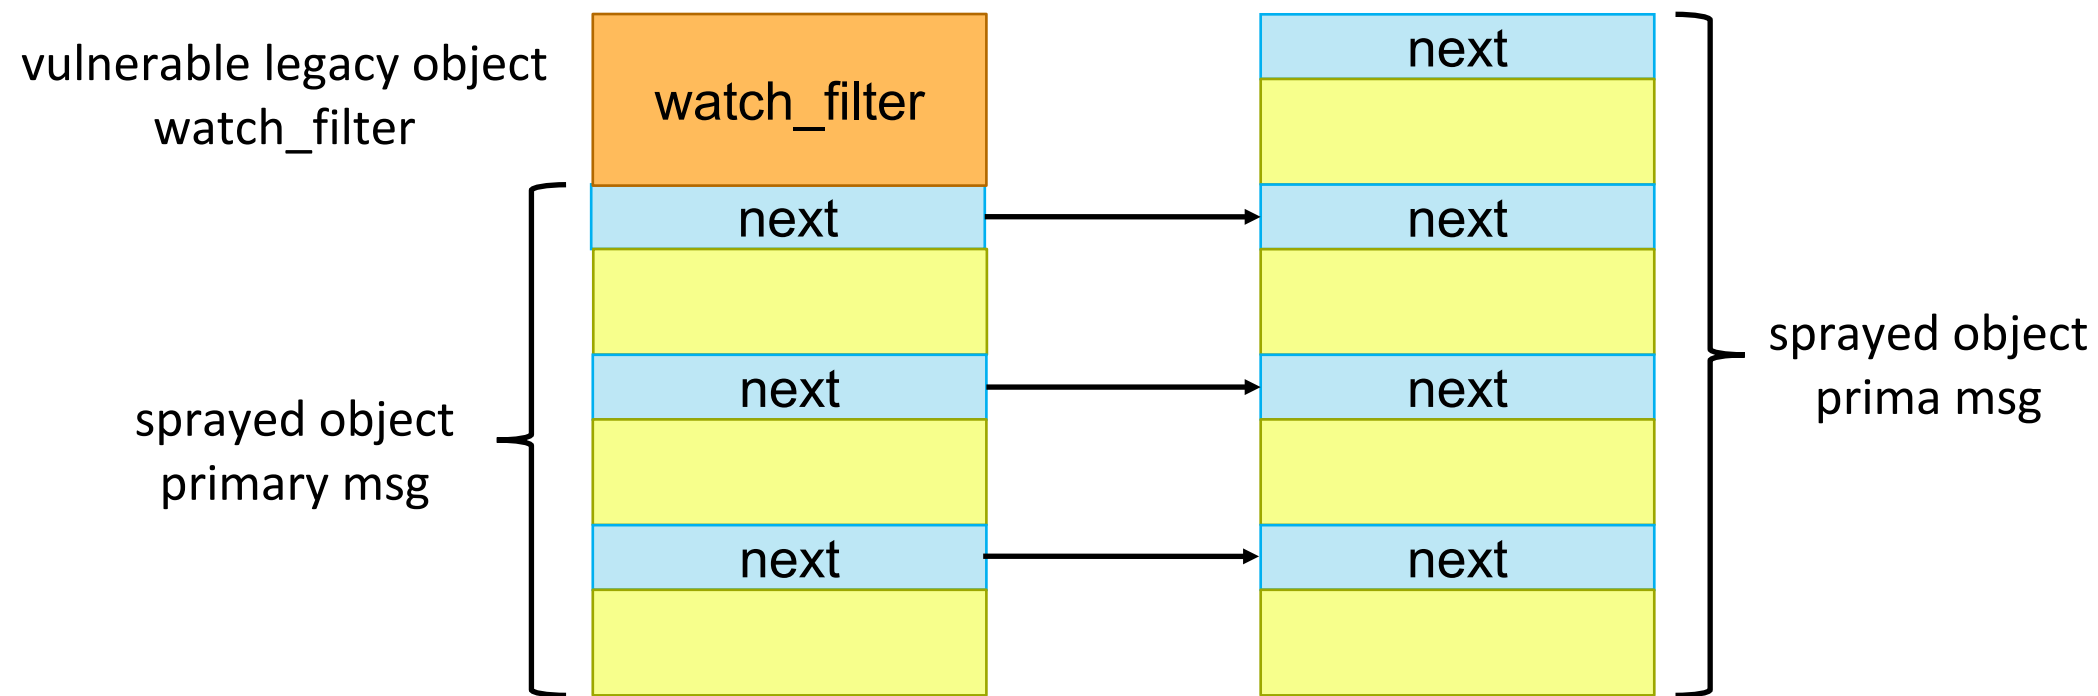 vulnerable legacy object
watch_filter
watch_filter
next
next
next
sprayed object
primary msg
next
next
next
next
sprayed object
prima msg